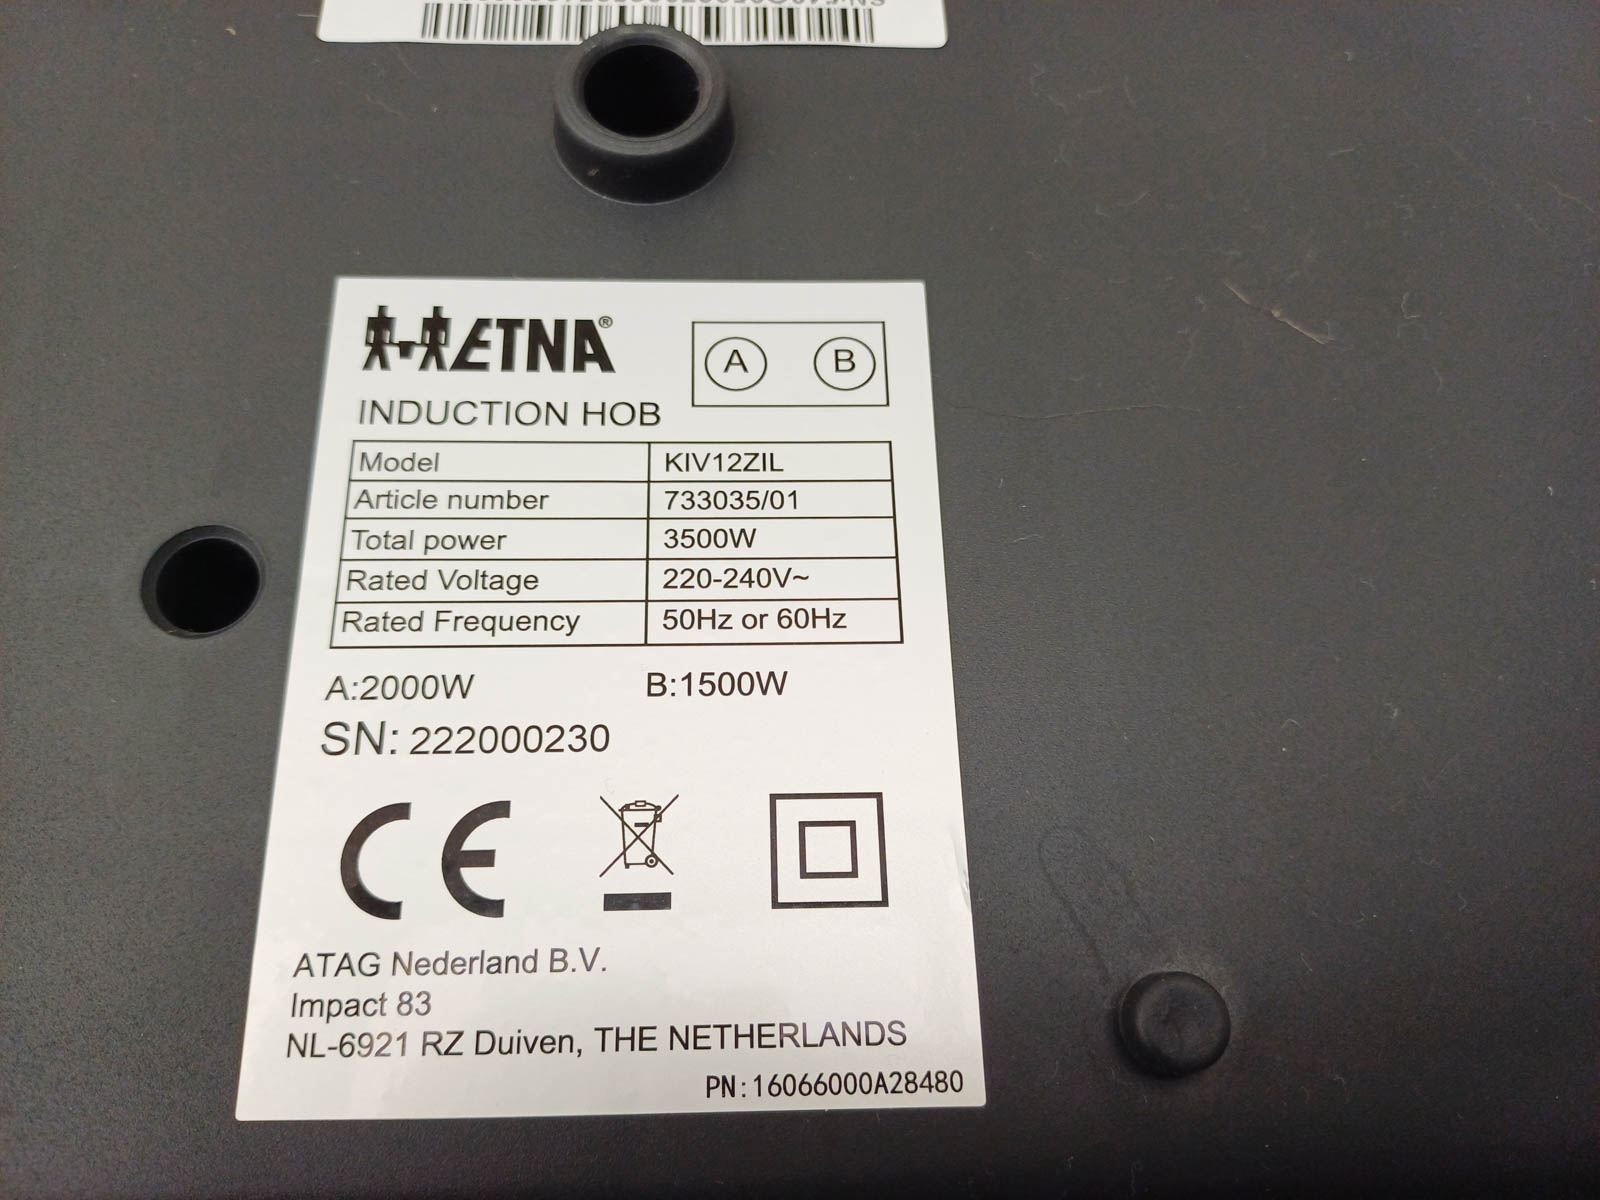 ETNA®
A B
INDUCTION HOB
Model KIV12ZIL
Article number 733035/01
Total power 3500W
Rated Voltage 220-240V~
Rated Frequency 50Hz or 60Hz
A:2000W B:1500W
SN: 222000230
CE
ATAG Nederland B.V.
Impact 83
NL-6921 RZ Duiven, THE NETHERLANDS
PN:16066000A28480